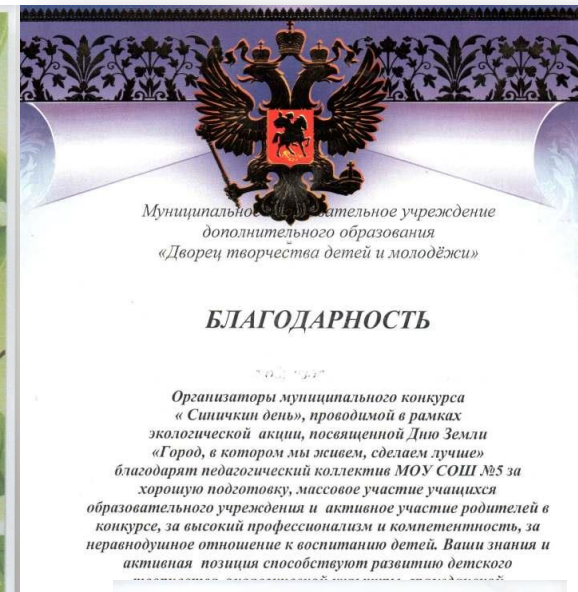 Муниципальное учреждение
дополнительного образования
«Дворец творчества детей и молодёжи»
БЛАГОДАРНОСТЬ
Организаторы муниципального конкурса
« Синичкин день», проводимой в рамках
экологической акции, посвященной Дню Земли
«Город, в котором мы живем, сделаем лучше»
благодарят педагогический коллектив МОУ СОШ №5 за
хорошую подготовку, массовое участие учащихся
образовательного учреждения и активное участие родителей в
конкурсе, за высокий профессионализм и компетентность, за
неравнодушное отношение к воспитанию детей. Ваши знания и
активная позиция способствуют развитию детского